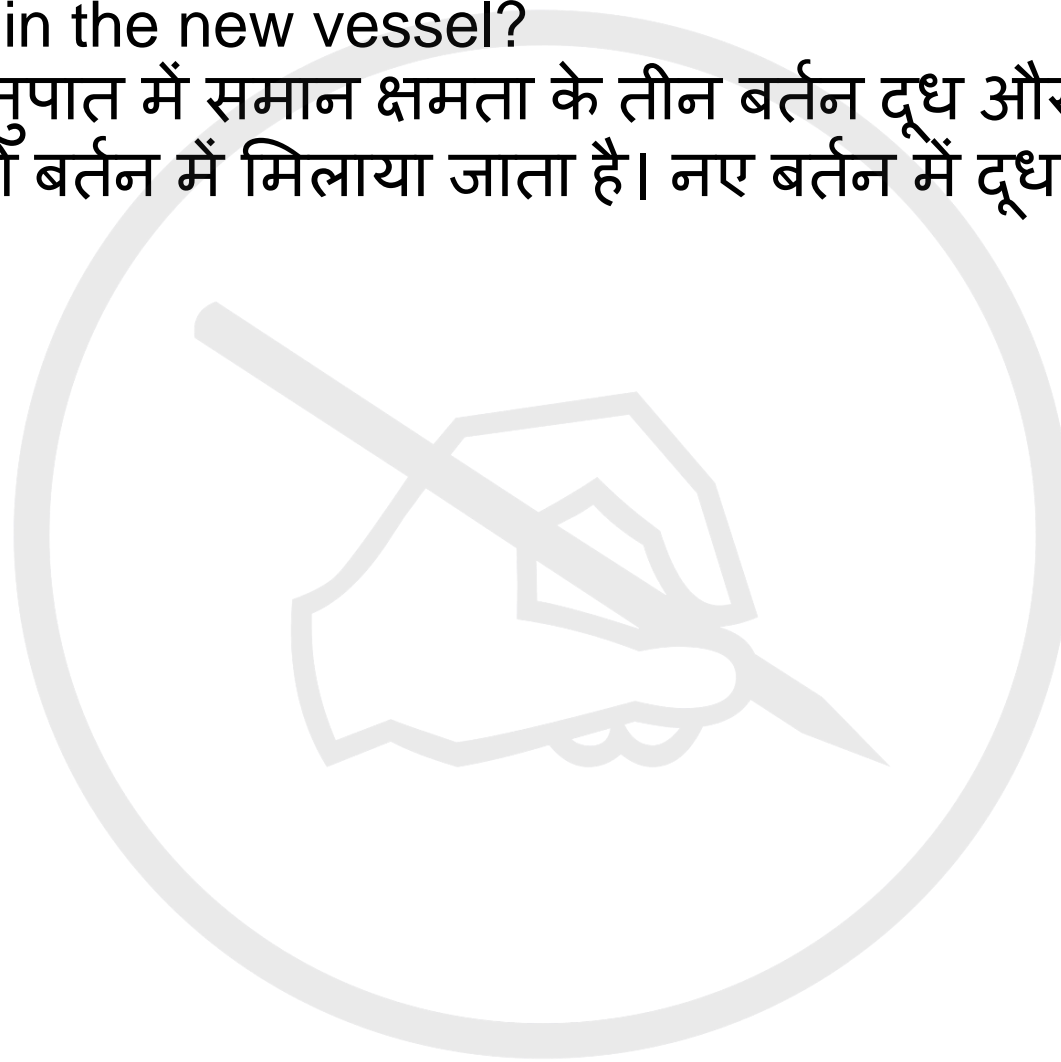 in the new vessel?
नुपात में समान क्षमता के तीन बर्तन दूध और
बर्तन में मिलाया जाता है। नए बर्तन में दूध